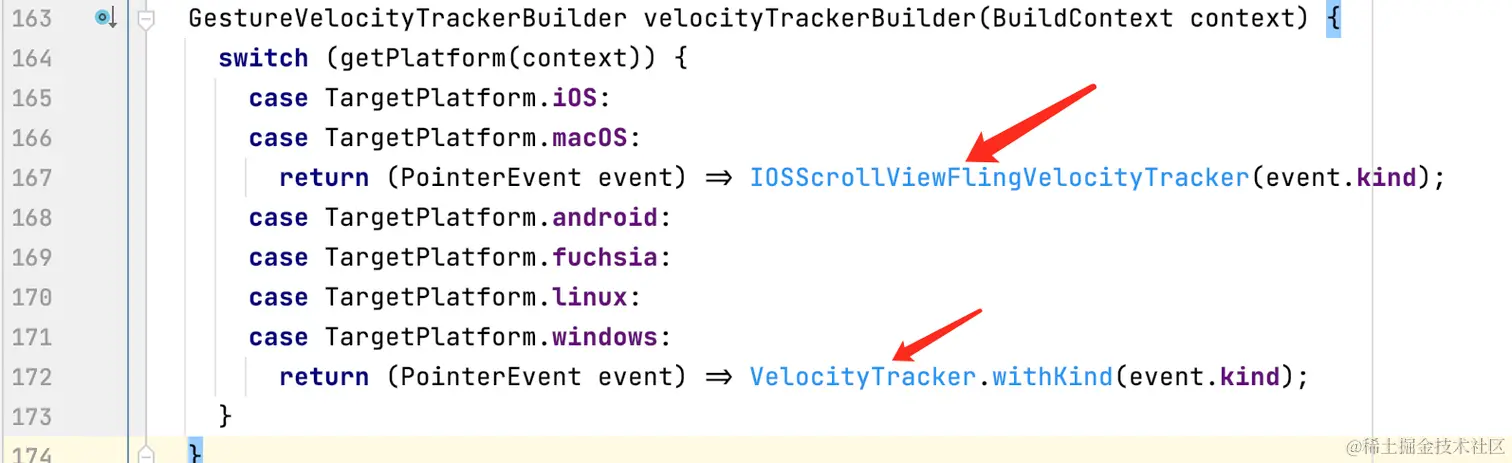 163 GestureVelocityTrackerBuilder velocityTrackerBuilder(BuildContext context) {
164 switch (getPlatform(context)) {
165 case TargetPlatform.iOS:
166 case TargetPlatform.macOS:
167 return (PointerEvent event) => IOSScrollViewFlingVelocityTracker(event.kind);
168 case TargetPlatform.android:
169 case TargetPlatform.fuchsia:
170 case TargetPlatform.linux:
171 case TargetPlatform.windows:
172 return (PointerEvent event) => VelocityTracker.withKind(event.kind);
173 }
174 }
@稀土掘金技术社区